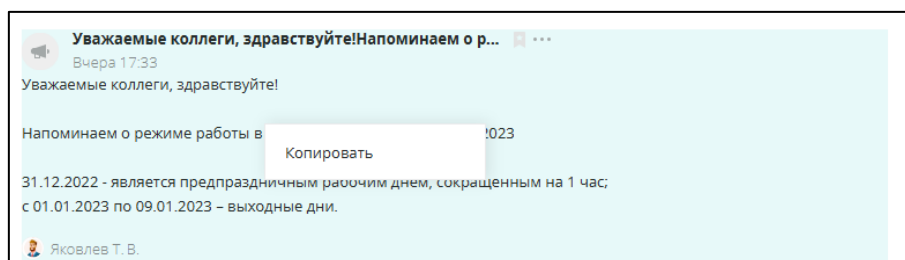 Уважаемые коллеги, здравствуйте!Напоминаем о р...
Вчера 17:33
Уважаемые коллеги, здравствуйте!
Напоминаем о режиме работы в 2023
Копировать
31.12.2022 - является предпраздничным рабочим днем, сокращенным на 1 час;
с 01.01.2023 по 09.01.2023 – выходные дни.
Яковлев Т. В.